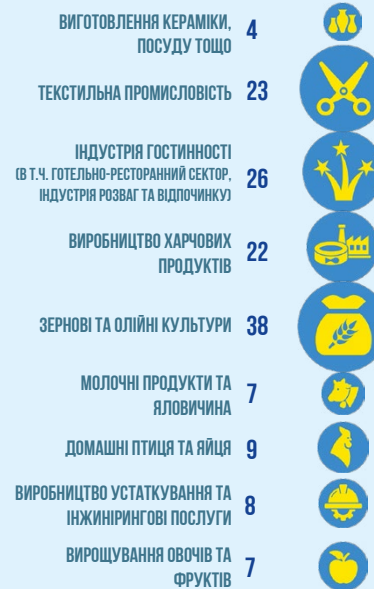 ВИГОТОВЛЕННЯ КЕРАМІКИ,
ПОСУДУ ТОЩО 4
ТЕКСТИЛЬНА ПРОМИСЛОВІСТЬ 23
ІНДУСТРІЯ ГОСТИННОСТІ
(В Т.Ч. ГОТЕЛЬНО-РЕСТОРАННИЙ СЕКТОР,
ІНДУСТРІЯ РОЗВАГ ТА ВІДПОЧИНКУ) 26
ВИРОБНИЦТВО ХАРЧОВИХ
ПРОДУКТІВ 22
ЗЕРНОВІ ТА ОЛІЙНІ КУЛЬТУРИ 38
МОЛОЧНІ ПРОДУКТИ ТА
ЯЛОВИЧИНА 7
ДОМАШНІ ПТИЦЯ ТА ЯЙЦЯ 9
ВИРОБНИЦТВО УСТАТКУВАННЯ ТА
ІНЖИНІРИНГОВІ ПОСЛУГИ 8
ВИРОЩУВАННЯ ОВОЧІВ ТА
ФРУКТІВ 7